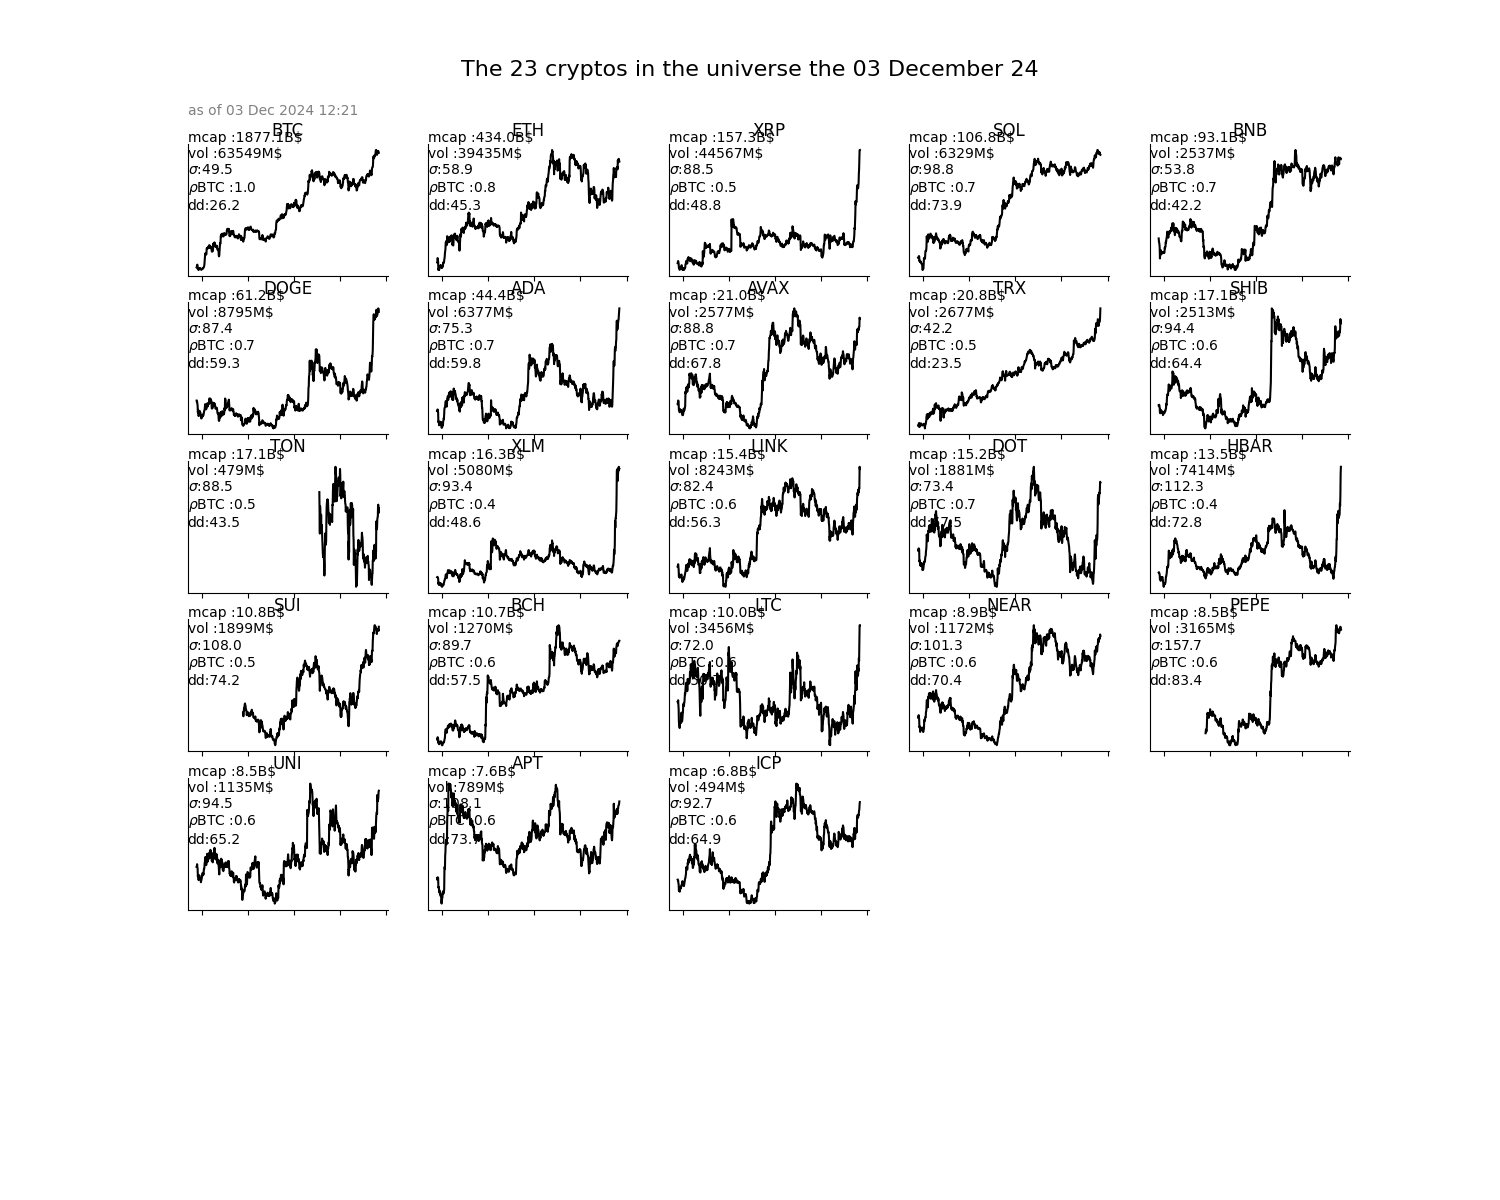 The 23 cryptos in the universe the 03 December 24
as of 03 Dec 2024 12:21
BTC
mcap :1877.1B$
vol :63549M$
σ:49.5
ρBTC :1.0
dd:26.2
ETH
mcap :434.0B$
vol :39435M$
σ:58.9
ρBTC :0.8
dd:45.3
XRP
mcap :157.3B$
vol :44567M$
σ:88.5
ρBTC :0.5
dd:48.8
SOL
mcap :106.8B$
vol :6329M$
σ:98.8
ρBTC :0.7
dd:73.9
BNB
mcap :93.1B$
vol :2537M$
σ:53.8
ρBTC :0.7
dd:42.2
DOGE
mcap :61.2B$
vol :8795M$
σ:87.4
ρBTC :0.7
dd:59.3
ADA
mcap :44.4B$
vol :6377M$
σ:75.3
ρBTC :0.7
dd:59.8
AVAX
mcap :21.0B$
vol :2577M$
σ:88.8
ρBTC :0.7
dd:67.8
TRX
mcap :20.8B$
vol :2677M$
σ:42.2
ρBTC :0.5
dd:23.5
SHIB
mcap :17.1B$
vol :2513M$
σ:94.4
ρBTC :0.6
dd:64.4
TON
mcap :17.1B$
vol :479M$
σ:88.5
ρBTC :0.5
dd:43.5
XLM
mcap :16.3B$
vol :5080M$
σ:93.4
ρBTC :0.4
dd:48.6
LINK
mcap :15.4B$
vol :8243M$
σ:82.4
ρBTC :0.6
dd:56.3
DOT
mcap :15.2B$
vol :1881M$
σ:73.4
ρBTC :0.7
HBAR
mcap :13.5B$
vol :7414M$
σ:112.3
ρBTC :0.4
dd:72.8
SUI
mcap :10.8B$
vol :1899M$
σ:108.0
ρBTC :0.5
dd:74.2
BCH
mcap :10.7B$
vol :1270M$
σ:89.7
ρBTC :0.6
dd:57.5
LTC
mcap :10.0B$
vol :3456M$
σ:72.0
ρBTC :0.6
NEAR
mcap :8.9B$
vol :1172M$
σ:101.3
ρBTC :0.6
dd:70.4
PEPE
mcap :8.5B$
vol :3165M$
σ:157.7
ρBTC :0.6
dd:83.4
UNI
mcap :8.5B$
vol :1135M$
σ:94.5
ρBTC :0.6
dd:65.2
APT
mcap :7.6B$
vol :789M$
σ:108.1
ρBTC :0.6
ICP
mcap :6.8B$
vol :494M$
σ:92.7
ρBTC :0.6
dd:64.9